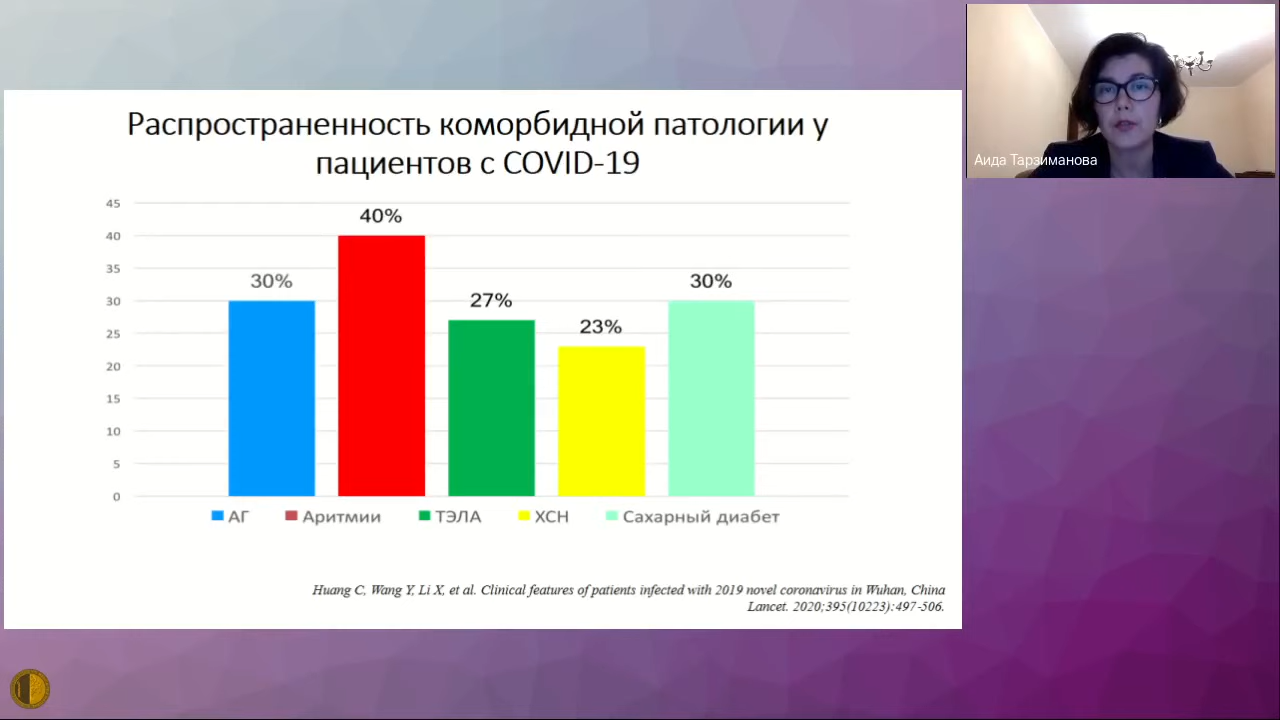 Распространенность коморбидной патологии у
пациентов с COVID-19
45
40
35
30
25
20
15
10
5
0
30%
40%
27%
23%
30%
АГ
Аритмии
ТЭЛА
ХСН
Сахарный диабет
Huang C, Wang Y, Li X, et al. Clinical features of patients infected with 2019 novel coronavirus in Wuhan, China
Lancet. 2020;395(10223):497-506.
Аида Тарзиманова